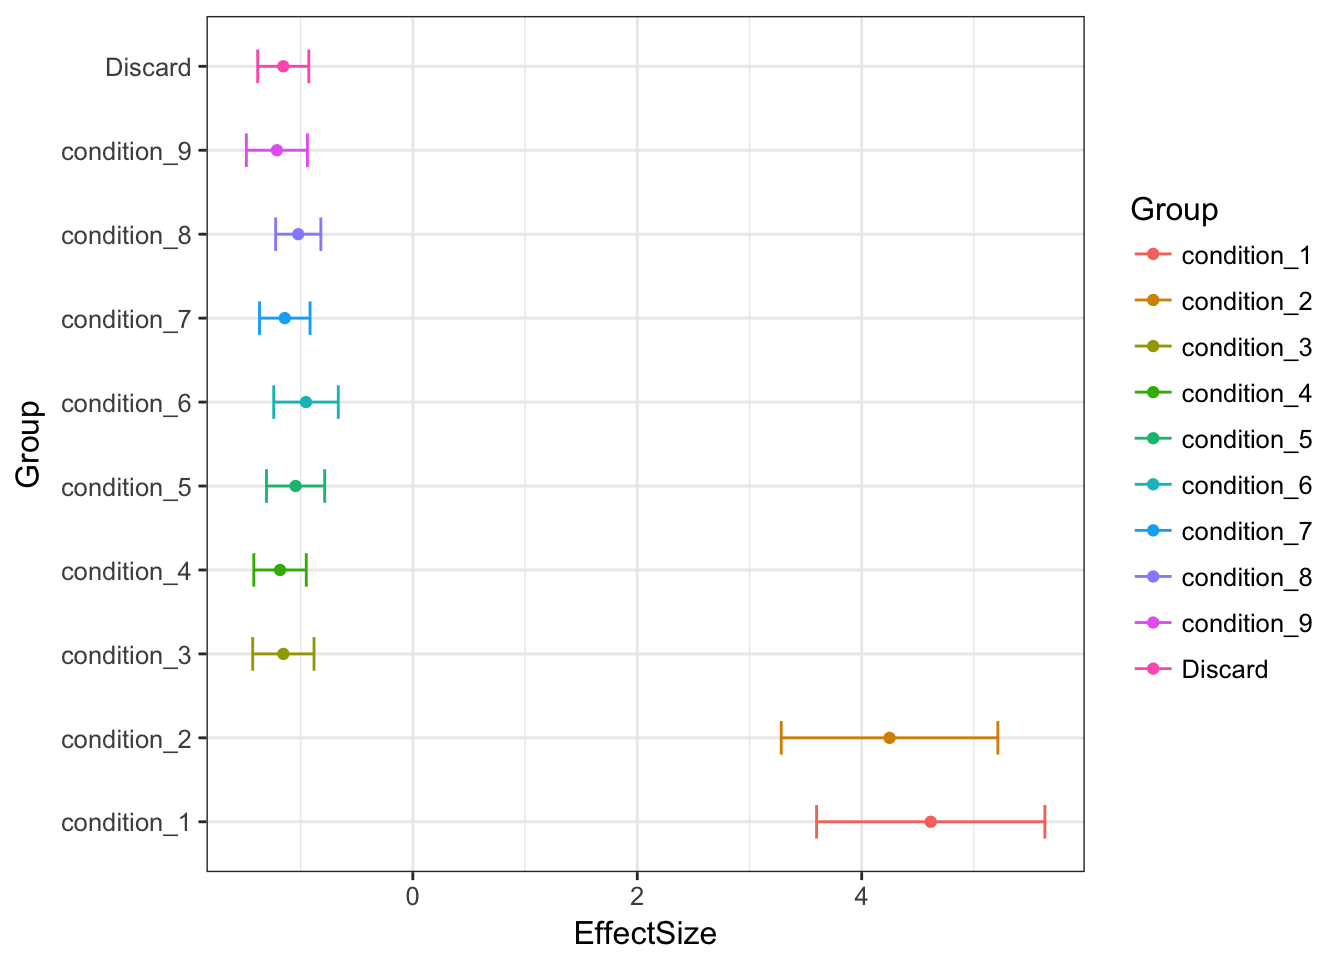 Discard
condition_9
condition_8
condition_7
condition_6
condition_5
condition_4
condition_3
condition_2
condition_1
Group
0 2 4
EffectSize
Group
condition_1
condition_2
condition_3
condition_4
condition_5
condition_6
condition_7
condition_8
condition_9
Discard